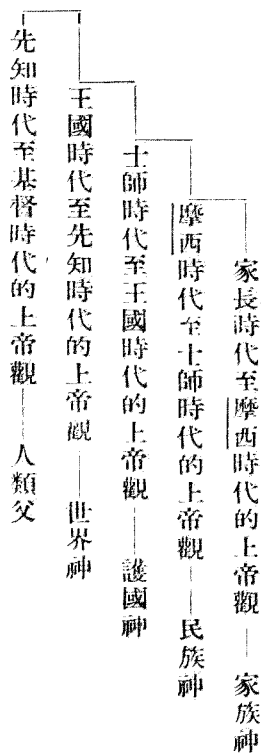 家長時代至摩西時代的上帝觀——家族神
摩西時代至士師時代的上帝觀——民族神
士師時代至王國時代的上帝觀——護國神
王國時代至先知時代的上帝觀——世界神
先知時代至基督時代的上帝觀——人類父